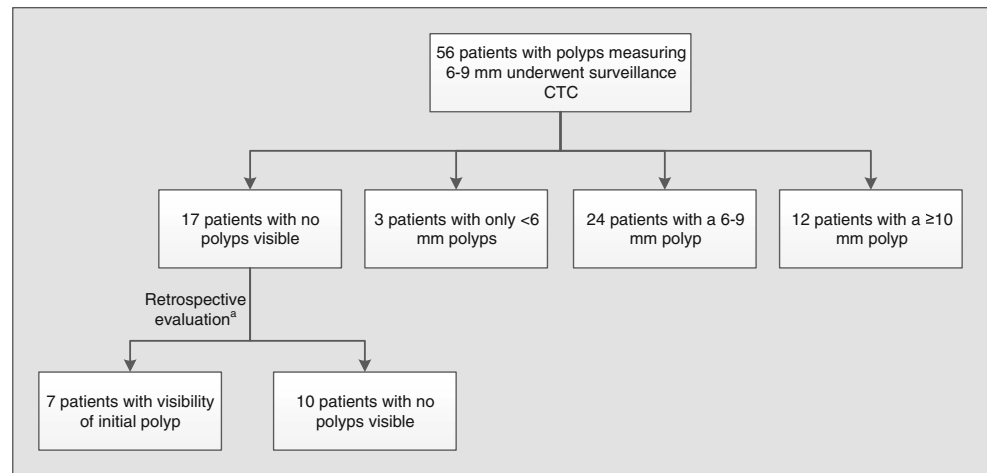 56 patients with polyps measuring
6-9 mm underwent surveillance
CTC
17 patients with no
polyps visible
3 patients with only <6
mm polyps
24 patients with a 6-9
mm polyp
12 patients with a ≥10
mm polyp
Retrospective
evaluationᵃ
7 patients with visibility
of initial polyp
10 patients with no
polyps visible